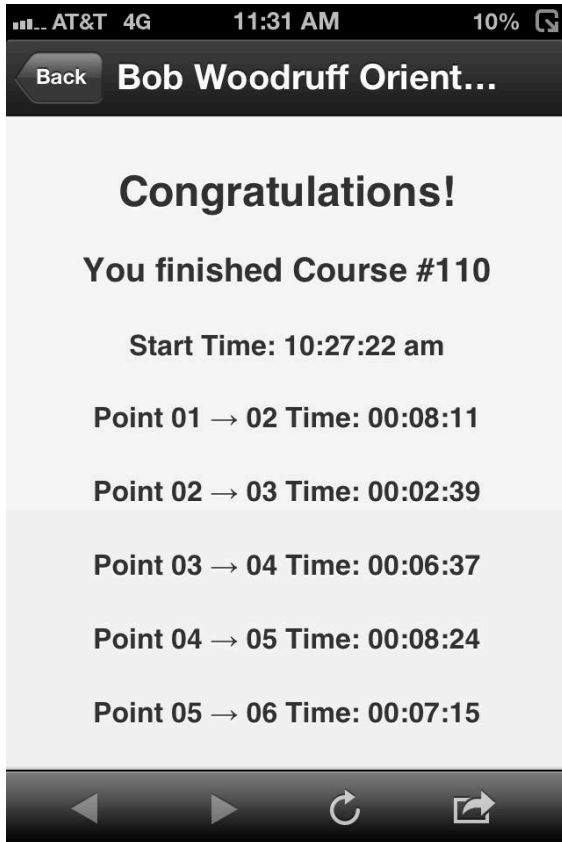 AT&T 4G 11:31 AM 10%
Back Bob Woodruff Orient...
Congratulations!
You finished Course #110
Start Time: 10:27:22 am
Point 01 → 02 Time: 00:08:11
Point 02 → 03 Time: 00:02:39
Point 03 → 04 Time: 00:06:37
Point 04 → 05 Time: 00:08:24
Point 05 → 06 Time: 00:07:15